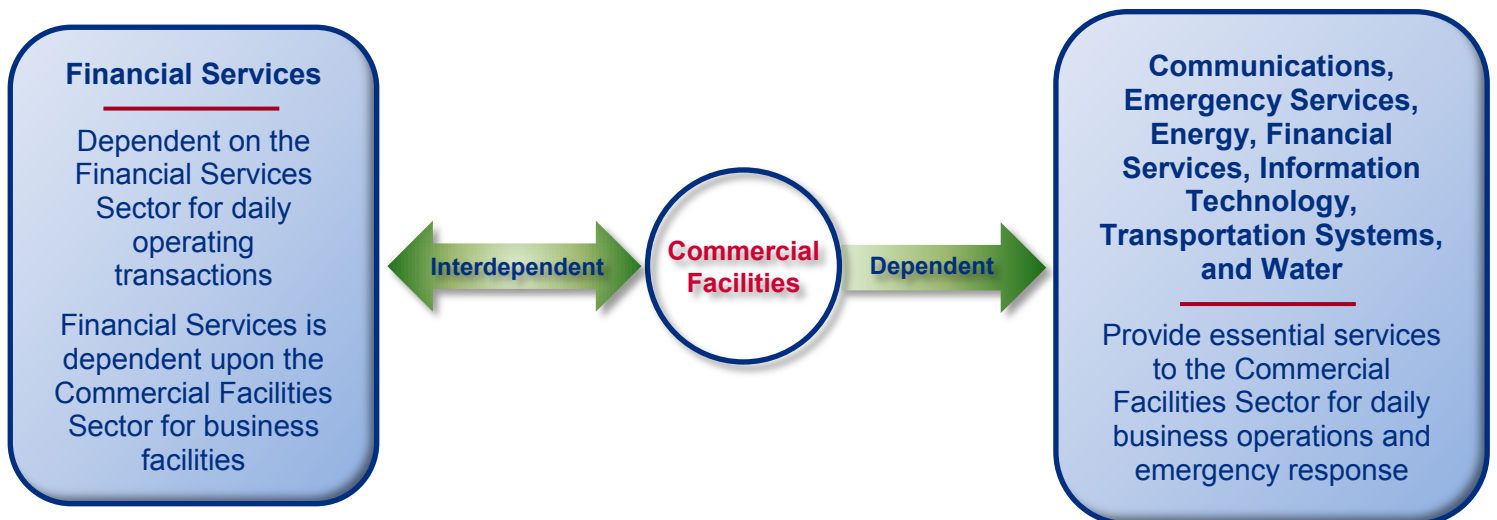 Financial Services
Dependent on the
Financial Services
Sector for daily
operating
transactions
Financial Services is
dependent upon the
Commercial Facilities
Sector for business
facilities
Interdependent
Commercial
Facilities
Dependent
Communications,
Emergency Services,
Energy, Financial
Services, Information
Technology,
Transportation Systems,
and Water
Provide essential services
to the Commercial
Facilities Sector for daily
business operations and
emergency response